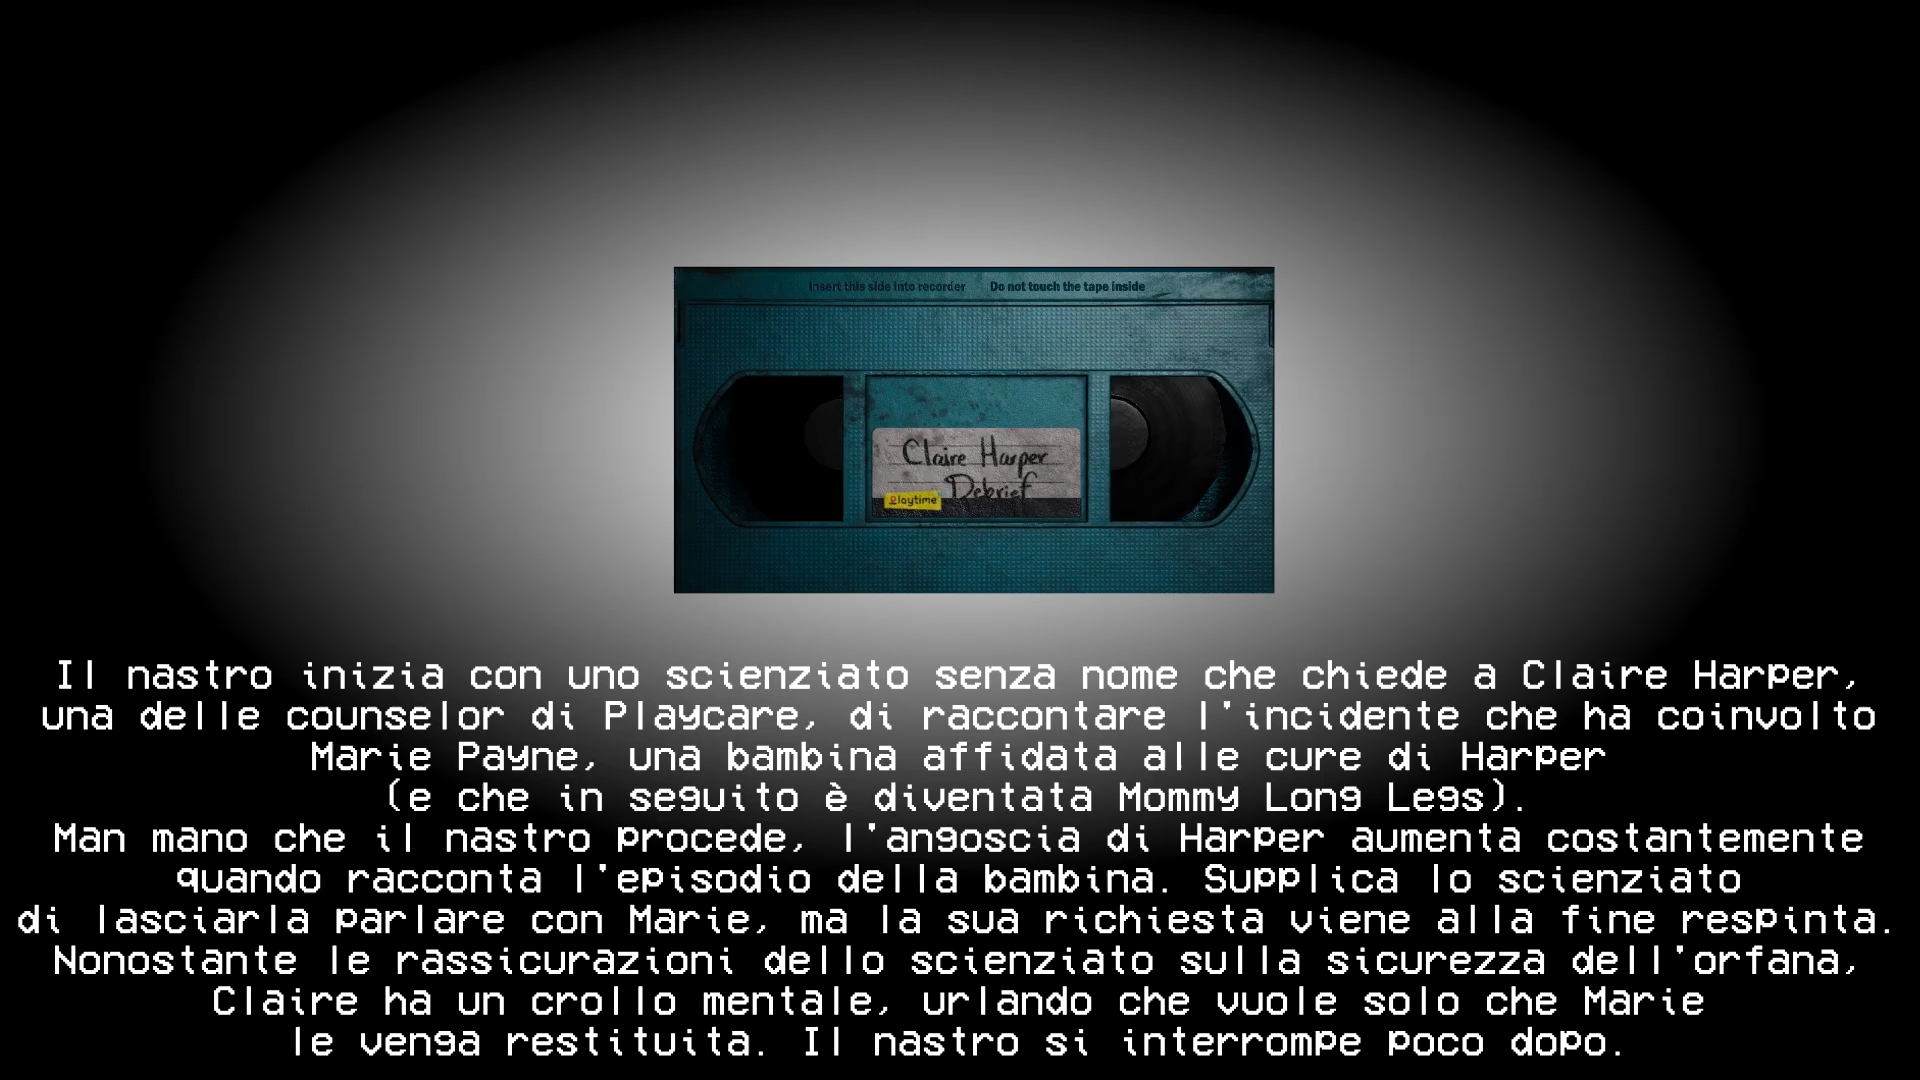 Insert this side into recorder Do not touch the tape inside
Claire Harper
Debrief
Playtime
Il nastro inizia con uno scienziato senza nome che chiede a Claire Harper,
una delle counselor di Playcare, di raccontare l'incidente che ha coinvolto
Marie Payne, una bambina affidata alle cure di Harper
(e che in seguito è diventata Mommy Long Legs).
Man mano che il nastro procede, l'angoscia di Harper aumenta costantemente
quando racconta l'episodio della bambina. Supplica lo scienziato
di lasciarla parlare con Marie, ma la sua richiesta viene alla fine respinta.
Nonostante le rassicurazioni dello scienziato sulla sicurezza dell'orfana,
Claire ha un crollo mentale, urlando che vuole solo che Marie
le venga restituita. Il nastro si interrompe poco dopo.